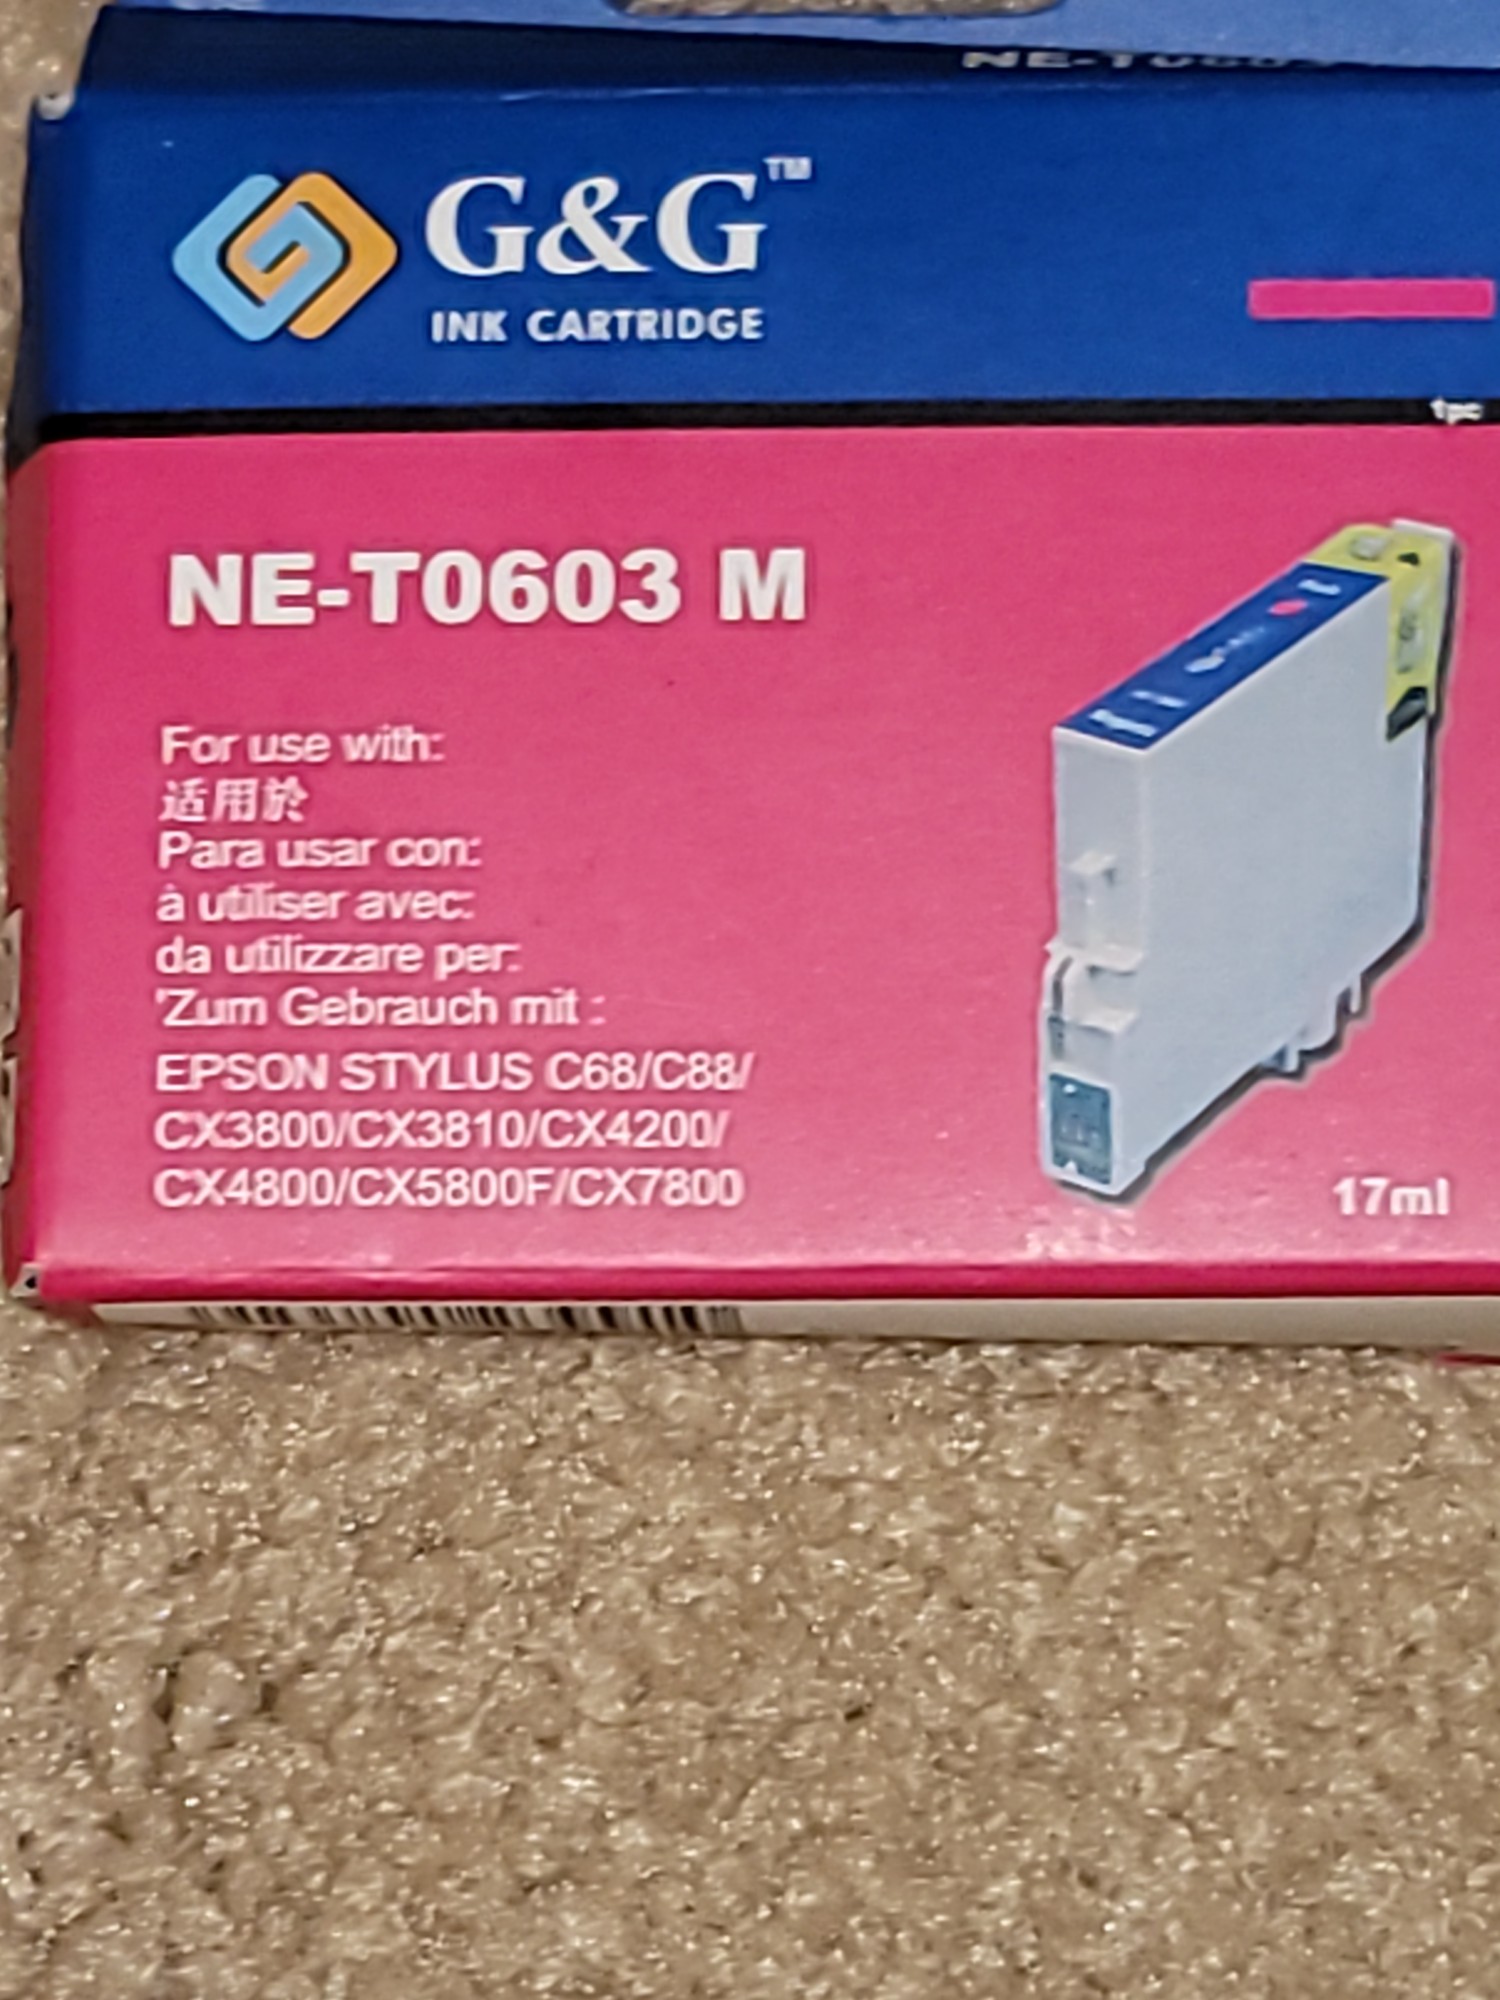 G&G™
INK CARTRIDGE
1pc
NE-T0603 M
For use with:
适用於
Para usar con:
à utiliser avec:
da utilizzare per:
'Zum Gebrauch mit :
EPSON STYLUS C68/C88/
CX3800/CX3810/CX4200/
CX4800/CX5800F/CX7800
17ml